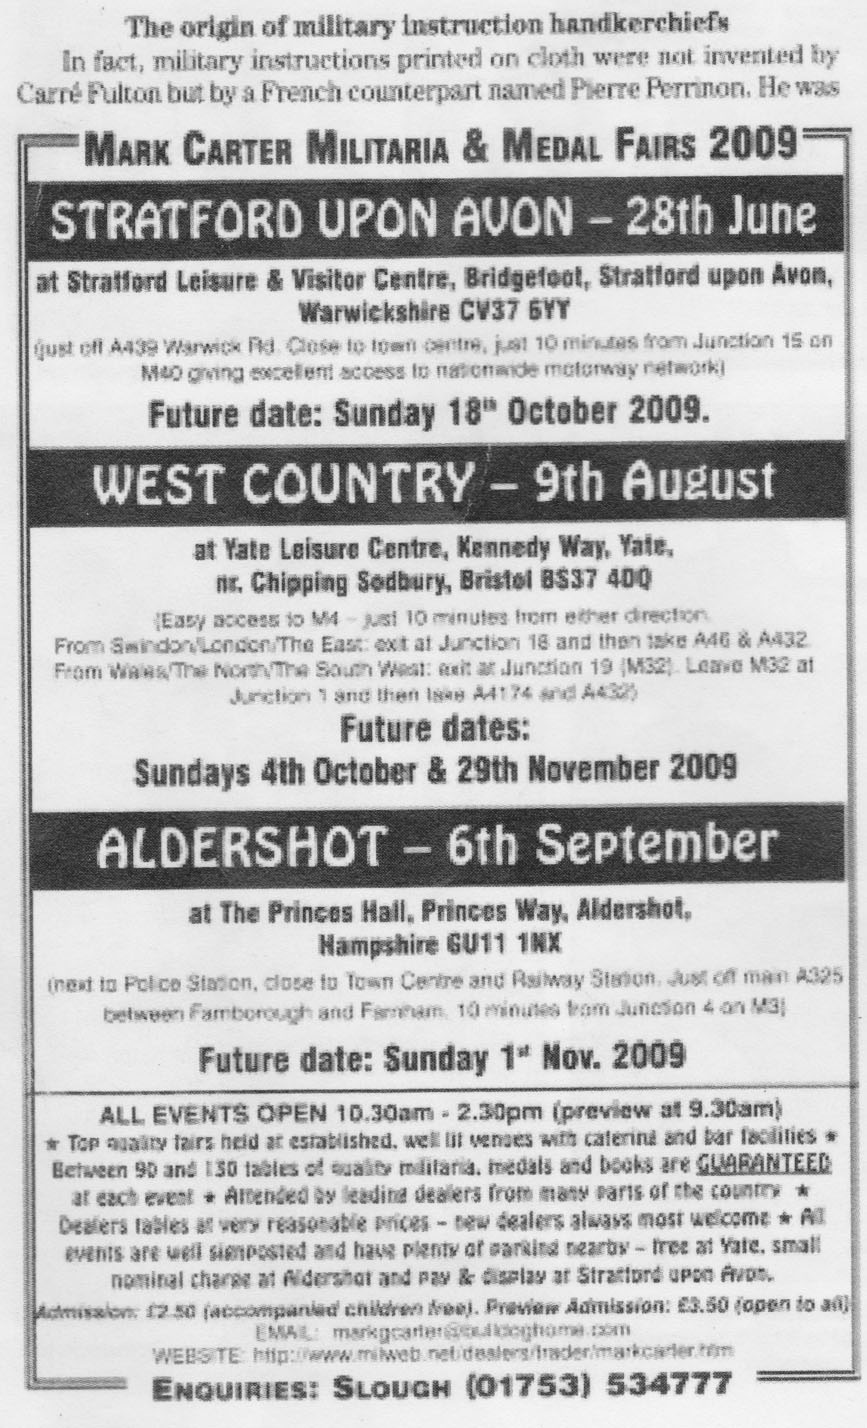 The origin of military instruction handkerchiefs
In fact, military instructions printed on cloth were not invented by
Carré Fulton but by a French counterpart named Pierre Perrinon. He was
MARK CARTER MILITARIA & MEDAL FAIRS 2009
STRATFORD UPON AVON – 28th June
at Stratford Leisure & Visitor Centre, Bridgefoot, Stratford upon Avon,
Warwickshire CV37 6YY
(just off A439 Warwick Rd. Close to town centre, just 10 minutes from Junction 15 on
M40 giving excellent access to nationwide motorway network)
Future date: Sunday 18th October 2009.
WEST COUNTRY – 9th August
at Yate Leisure Centre, Kennedy Way, Yate,
nr. Chipping Sodbury, Bristol BS37 4DQ
(Easy access to M4 – just 10 minutes from either direction.
From Swindon/London/The East: exit at Junction 18 and then take A46 & A432.
From Wales/The North/The South West: exit at Junction 19 (M32). Leave M32 at
Junction 1 and then take A4174 and A432)
Future dates:
Sundays 4th October & 29th November 2009
ALDERSHOT – 6th September
at The Princes Hall, Princes Way, Aldershot,
Hampshire GU11 1NX
(next to Police Station, close to Town Centre and Railway Station. Just off main A325
between Farnborough and Farnham. 10 minutes from Junction 4 on M3)
Future date: Sunday 1st Nov. 2009
ALL EVENTS OPEN 10.30am - 2.30pm (preview at 9.30am)
★ Top quality fairs held at established, well lit venues with catering and bar facilities ★
Between 90 and 130 tables of quality militaria, medals and books are GUARANTEED
at each event ★ Attended by leading dealers from many parts of the country ★
Dealers tables at very reasonable prices – new dealers always most welcome ★ All
events are well signposted and have plenty of parking nearby – free at Yate, small
nominal charge at Aldershot and pay & display at Stratford upon Avon.
Admission: £2.50 (accompanied children free). Preview Admission: £3.50 (open to all)
EMAIL: markgcarter@bulldoghome.com
WEBSITE: http://www.milweb.net/dealers/trader/markcarter.htm
ENQUIRIES: SLOUGH (01753) 534777